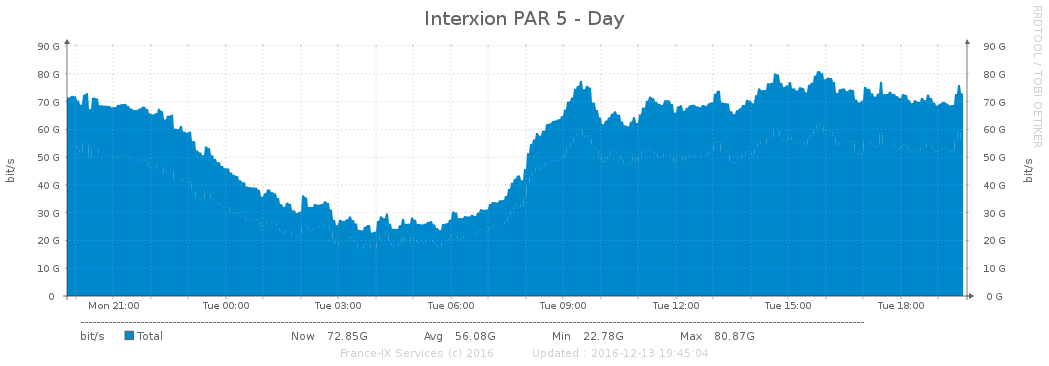 Interxion PAR 5 - Day
RRDTOOL / TOBI OETIKER
bit/s
90 G
80 G
70 G
60 G
50 G
40 G
30 G
20 G
10 G
0
90 G
80 G
70 G
60 G
50 G
40 G
30 G
20 G
10 G
0 G
bit/s
Mon 21:00 Tue 00:00 Tue 03:00 Tue 06:00 Tue 09:00 Tue 12:00 Tue 15:00 Tue 18:00
bit/s Total Now 72.85G Avg 56.08G Min 22.78G Max 80.87G
France-IX Services (c) 2016 Updated : 2016-12-13 19:45:04